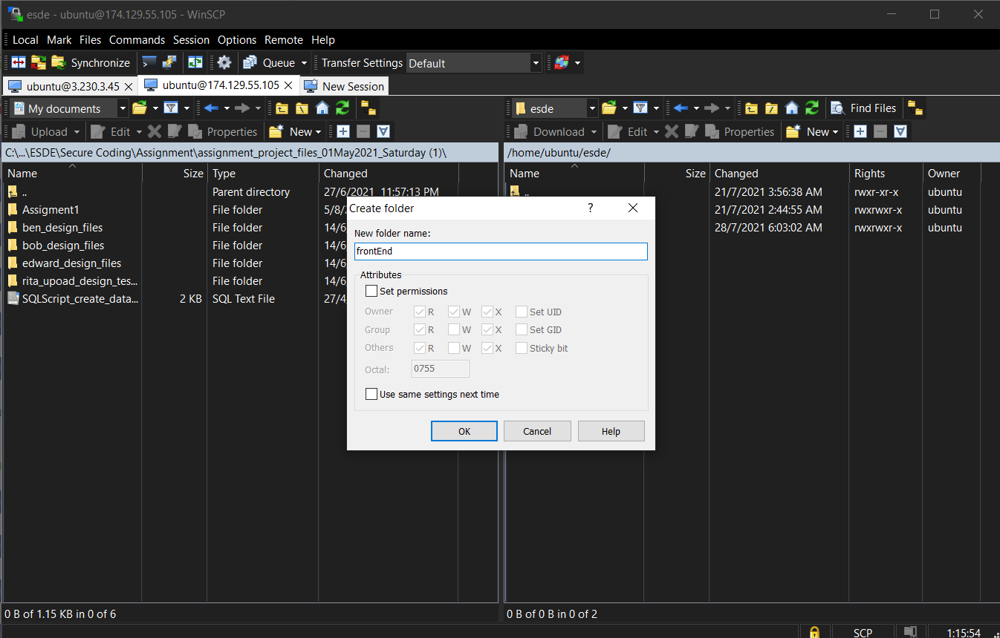 esde - ubuntu@174.129.55.105 - WinSCP
Local Mark Files Commands Session Options Remote Help
Synchronize Queue Transfer Settings Default
ubuntu@3.230.3.45 ubuntu@174.129.55.105 New Session
My documents esde Find Files
Upload Edit Properties New Download Edit Properties New
C:\...\ESDE\Secure Coding\Assignment\assignment_project_files_01May2021_Saturday (1)\ /home/ubuntu/esde/
Name Size Type Changed Name Size Changed Rights Owner
.. Parent directory 27/6/2021 11:57:13 PM .. 21/7/2021 3:56:38 AM rwxr-xr-x ubuntu
Assigment1 File folder 5/8/ 21/7/2021 2:44:55 AM rwxrwxr-x ubuntu
ben_design_files File folder 14/6 28/7/2021 6:03:02 AM rwxrwxr-x ubuntu
bob_design_files File folder 14/6
edward_design_files File folder 14/6
rita_upoad_design_tes... File folder 14/6
SQLScript_create_data... 2 KB SQL Text File 27/4
Create folder ?
New folder name:
frontEnd
Attributes
Set permissions
Owner R W X Set UID
Group R W X Set GID
Others R W X Sticky bit
Octal: 0755
Use same settings next time
OK Cancel Help
0 B of 1.15 KB in 0 of 6 0 B of 0 B in 0 of 2
SCP 1:15:54